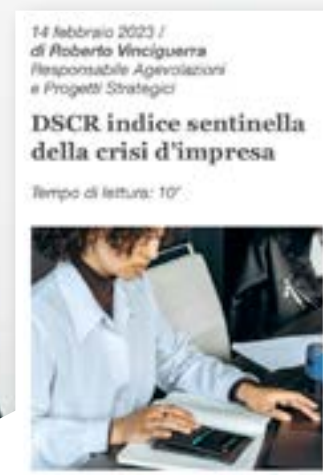 14 febbraio 2023 /
di Roberto Vinciguerra
Responsabile Agevolazioni
e Progetti Strategici
DSCR indice sentinella
della crisi d'impresa
Tempo di lettura: 10'